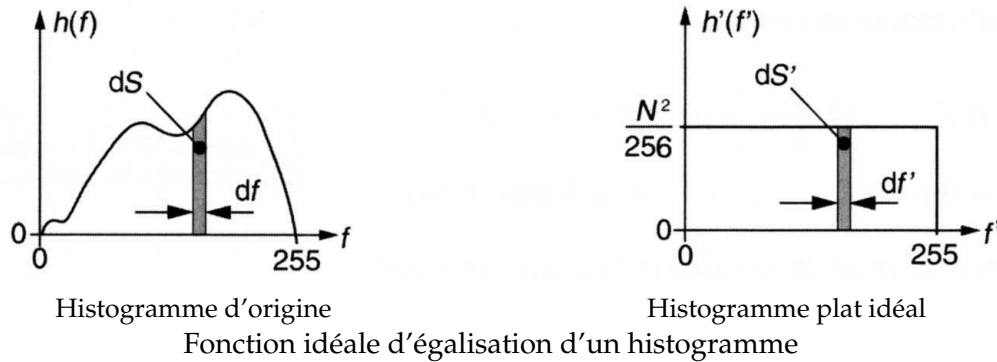 h(f)
dS
df
0
0
255
f
h'(f')
dS'
N²
256
df'
0
0
255
f'
Histogramme d'origine
Histogramme plat idéal
Fonction idéale d'égalisation d'un histogramme